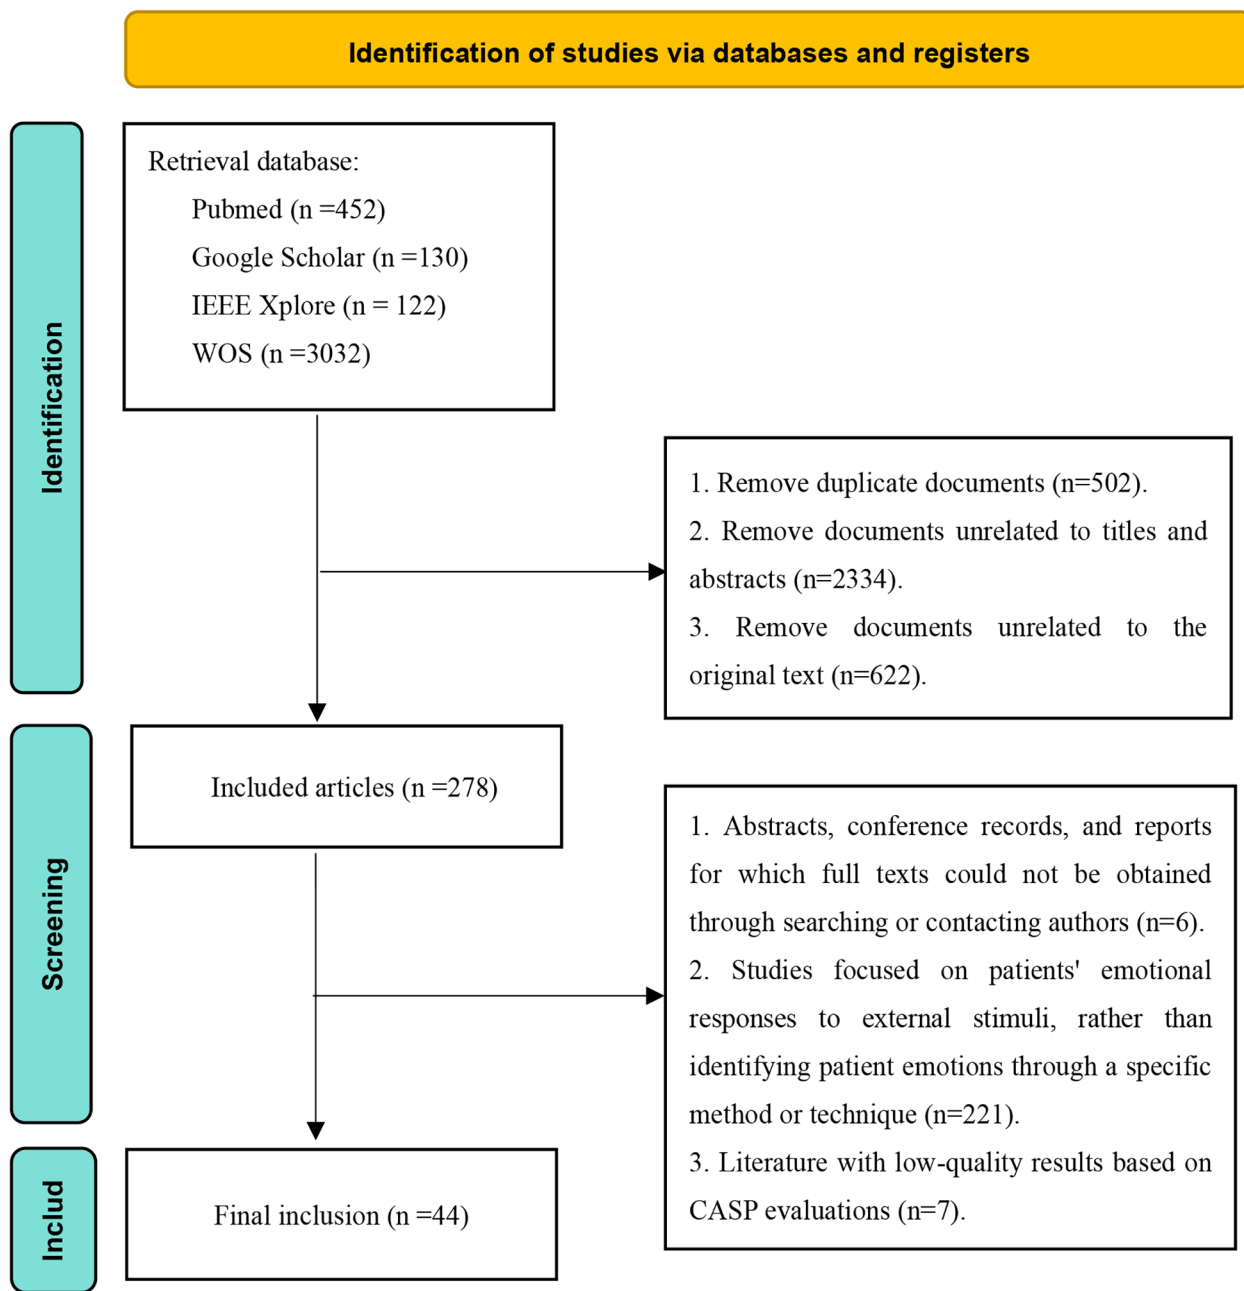 Identification of studies via databases and registers
Identification
Retrieval database:
Pubmed (n =452)
Google Scholar (n =130)
IEEE Xplore (n = 122)
WOS (n =3032)
1. Remove duplicate documents (n=502).
2. Remove documents unrelated to titles and
abstracts (n=2334).
3. Remove documents unrelated to the
original text (n=622).
Screening
Included articles (n =278)
1. Abstracts, conference records, and reports
for which full texts could not be obtained
through searching or contacting authors (n=6).
2. Studies focused on patients' emotional
responses to external stimuli, rather than
identifying patient emotions through a specific
method or technique (n=221).
3. Literature with low-quality results based on
CASP evaluations (n=7).
Includ
Final inclusion (n =44)